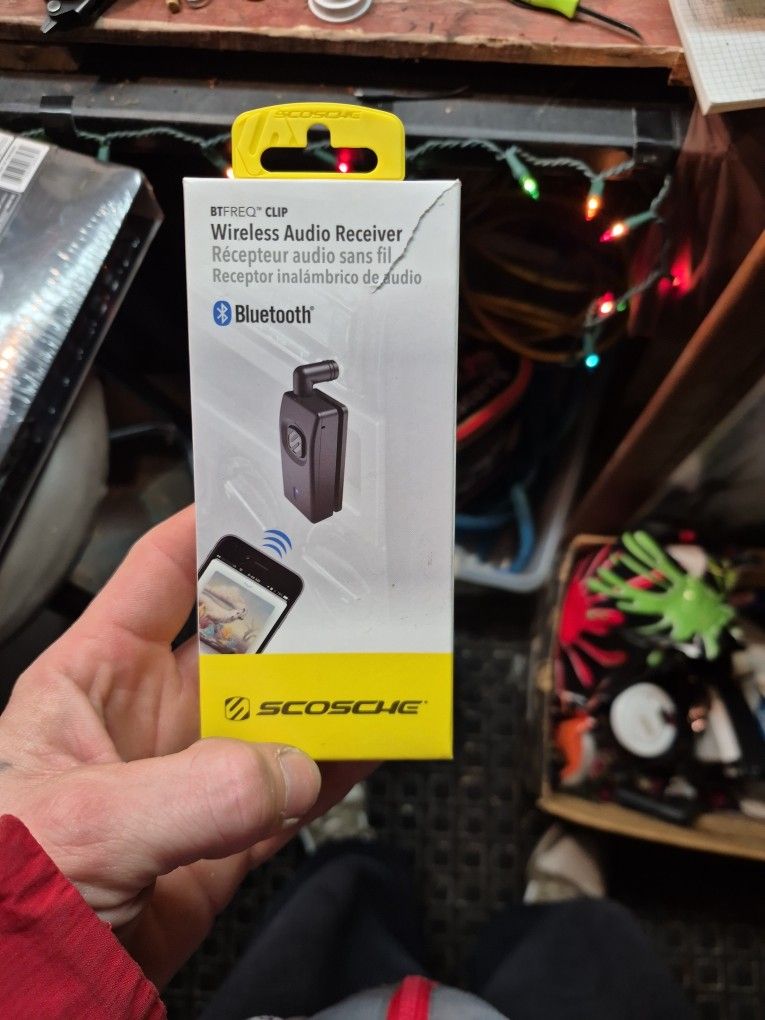 SCOSCHE
BTFREQ™ CLIP
Wireless Audio Receiver
Récepteur audio sans fil
Receptor inalámbrico de audio
Bluetooth®
SCOSCHE®